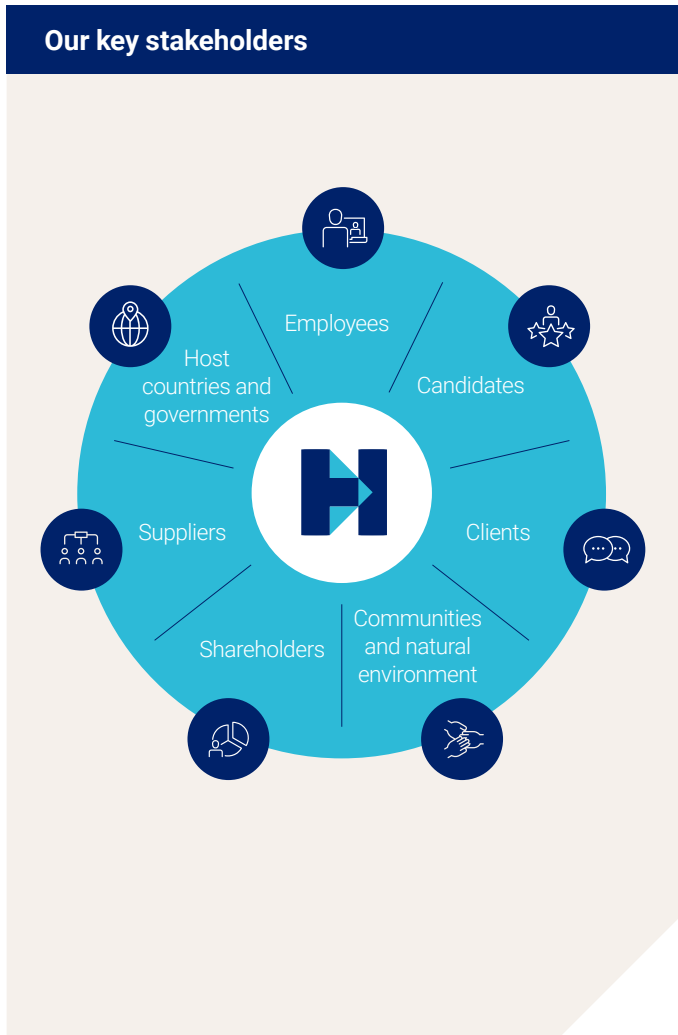 Our key stakeholders
Employees
Candidates
Clients
Communities
and natural
environment
Shareholders
Suppliers
Host
countries and
governments